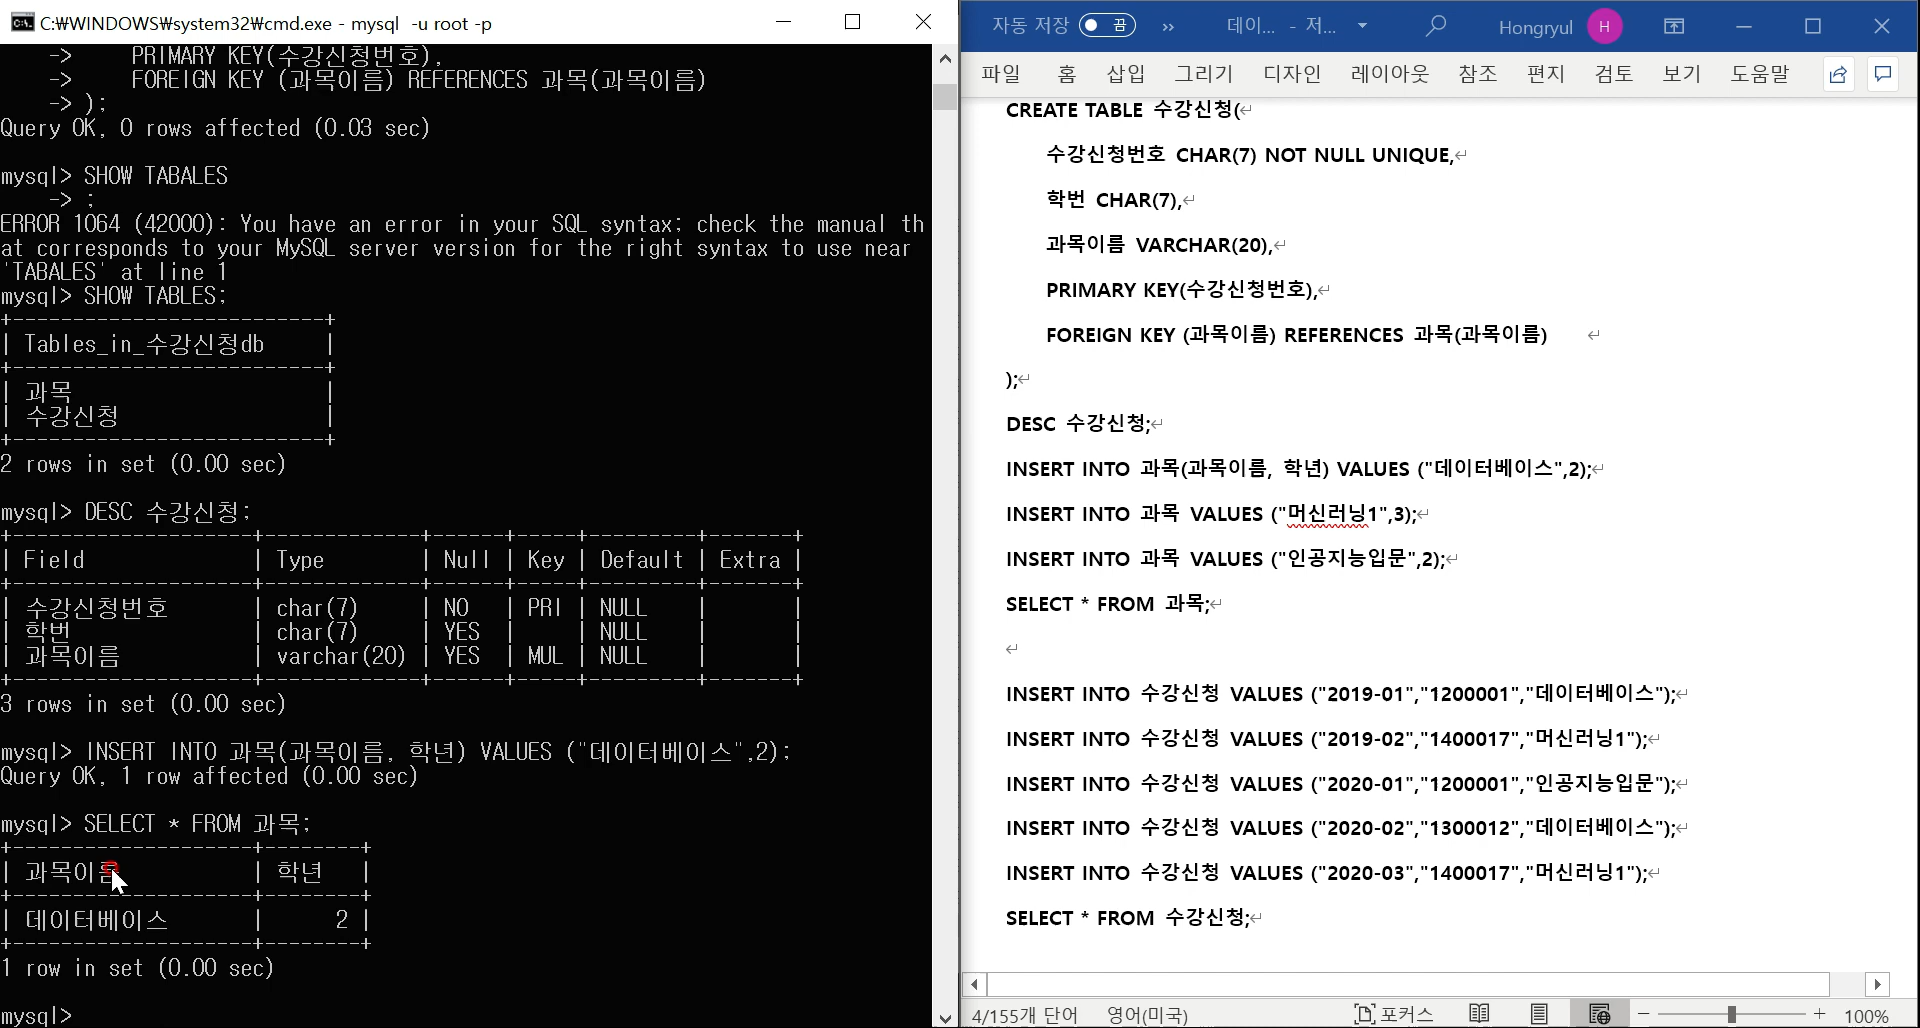 C:₩WINDOWS₩system32₩cmd.exe - mysql -u root -p
-> PRIMARY KEY(수강신청번호),
-> FOREIGN KEY (과목이름) REFERENCES 과목(과목이름)
-> );
Query OK, 0 rows affected (0.03 sec)
mysql> SHOW TABALES
-> ;
ERROR 1064 (42000): You have an error in your SQL syntax; check the manual th
at corresponds to your MySQL server version for the right syntax to use near
'TABALES' at line 1
mysql> SHOW TABLES;
+--------------------------+
| Tables_in_수강신청db |
+--------------------------+
| 과목 |
| 수강신청 |
+--------------------------+
2 rows in set (0.00 sec)
mysql> DESC 수강신청;
+--------------------+-------------+------+-----+---------+-------+
| Field | Type | Null | Key | Default | Extra |
+--------------------+-------------+------+-----+---------+-------+
| 수강신청번호 | char(7) | NO | PRI | NULL | |
| 학번 | char(7) | YES | | NULL | |
| 과목이름 | varchar(20) | YES | MUL | NULL | |
+--------------------+-------------+------+-----+---------+-------+
3 rows in set (0.00 sec)
mysql> INSERT INTO 과목(과목이름, 학년) VALUES ("데이터베이스",2);
Query OK, 1 row affected (0.00 sec)
mysql> SELECT * FROM 과목;
+--------------------+--------+
| 과목이름 | 학년 |
+--------------------+--------+
| 데이터베이스 | 2 |
+--------------------+--------+
1 row in set (0.00 sec)
mysql>
자동 저장 끔 » 데이... - 저... Hongryul H
파일 홈 삽입 그리기 디자인 레이아웃 참조 편지 검토 보기 도움말
CREATE TABLE 수강신청(↵
수강신청번호 CHAR(7) NOT NULL UNIQUE,↵
학번 CHAR(7),↵
과목이름 VARCHAR(20),↵
PRIMARY KEY(수강신청번호),↵
FOREIGN KEY (과목이름) REFERENCES 과목(과목이름) ↵
);↵
DESC 수강신청;↵
INSERT INTO 과목(과목이름, 학년) VALUES ("데이터베이스",2);↵
INSERT INTO 과목 VALUES ("머신러닝1",3);↵
INSERT INTO 과목 VALUES ("인공지능입문",2);↵
SELECT * FROM 과목;↵
↵
INSERT INTO 수강신청 VALUES ("2019-01","1200001","데이터베이스");↵
INSERT INTO 수강신청 VALUES ("2019-02","1400017","머신러닝1");↵
INSERT INTO 수강신청 VALUES ("2020-01","1200001","인공지능입문");↵
INSERT INTO 수강신청 VALUES ("2020-02","1300012","데이터베이스");↵
INSERT INTO 수강신청 VALUES ("2020-03","1400017","머신러닝1");↵
SELECT * FROM 수강신청;↵
4/155개 단어 영어(미국) 포커스 - + 100%